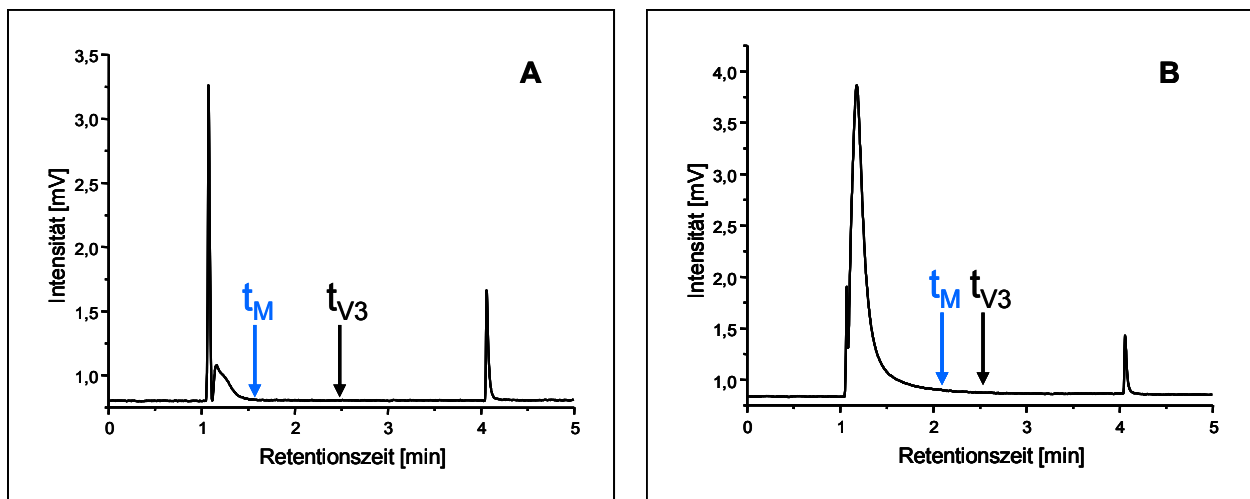 A
3,5
3,0
2,5
2,0
1,5
1,0
Intensität [mV]
tM
tV3
0 1 2 3 4 5
Retentionszeit [min]
B
4,0
3,5
3,0
2,5
2,0
1,5
1,0
Intensität [mV]
tM
tV3
0 1 2 3 4 5
Retentionszeit [min]